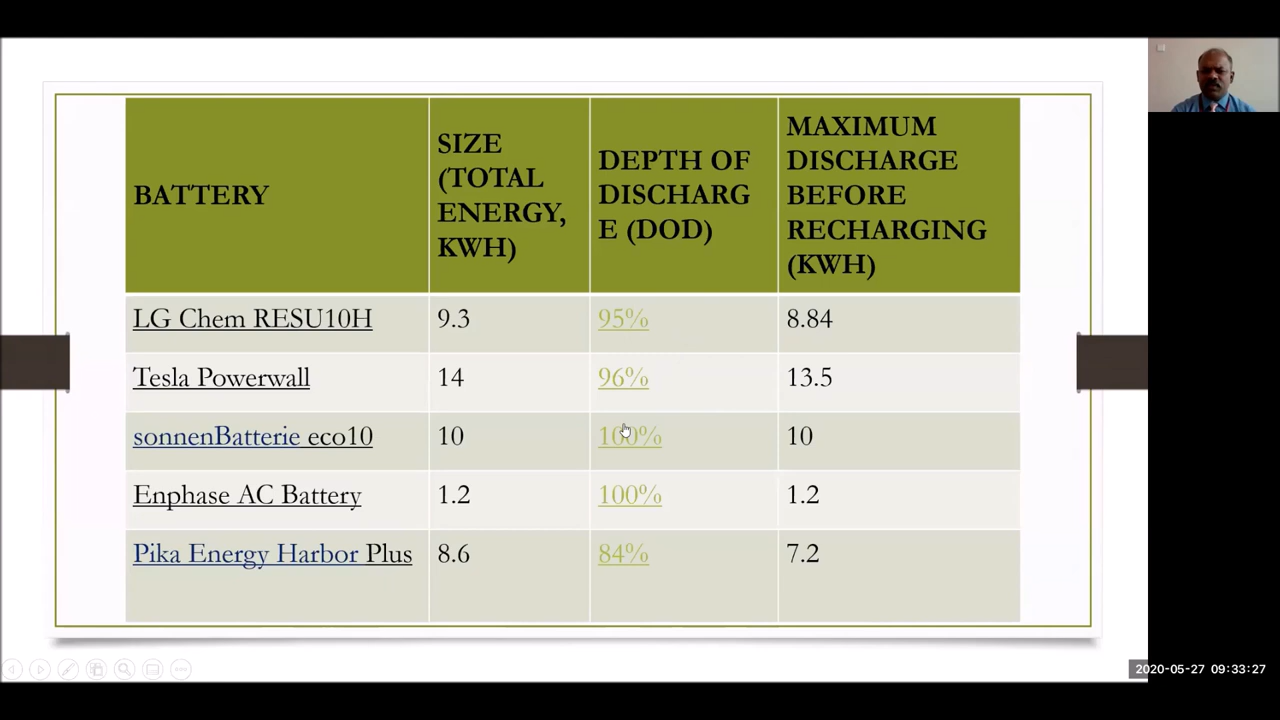 BATTERY
SIZE
(TOTAL
ENERGY,
KWH)
DEPTH OF
DISCHARG
E (DOD)
MAXIMUM
DISCHARGE
BEFORE
RECHARGING
(KWH)
LG Chem RESU10H 9.3 95% 8.84
Tesla Powerwall 14 96% 13.5
sonnenBatterie eco10 10 100% 10
Enphase AC Battery 1.2 100% 1.2
Pika Energy Harbor Plus 8.6 84% 7.2
2020-05-27 09:33:27